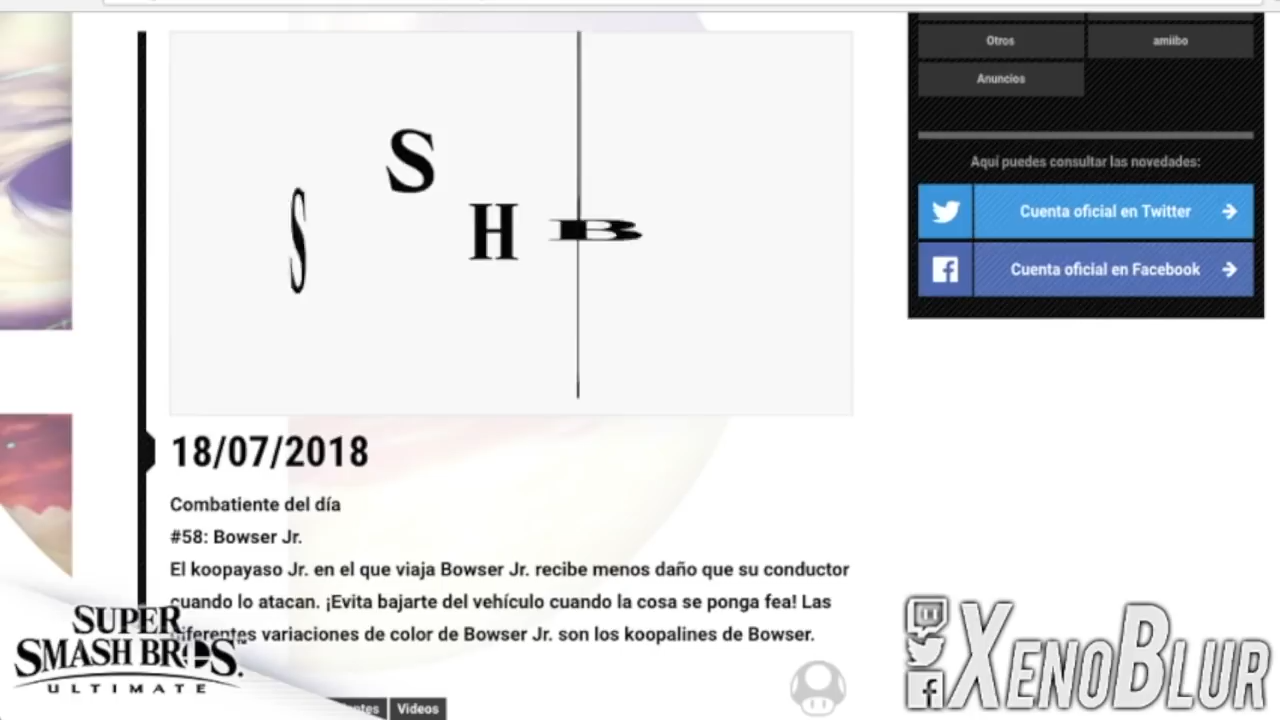 Otros
amiibo
Anuncios
Aquí puedes consultar las novedades:
Cuenta oficial en Twitter
Cuenta oficial en Facebook
S
S
H
B
18/07/2018
Combatiente del día
#58: Bowser Jr.
El koopayaso Jr. en el que viaja Bowser Jr. recibe menos daño que su conductor
cuando lo atacan. ¡Evita bajarte del vehículo cuando la cosa se ponga fea! Las
diferentes variaciones de color de Bowser Jr. son los koopalines de Bowser.
Videos
SUPER
SMASH BROS.™
ULTIMATE
XENOBLUR